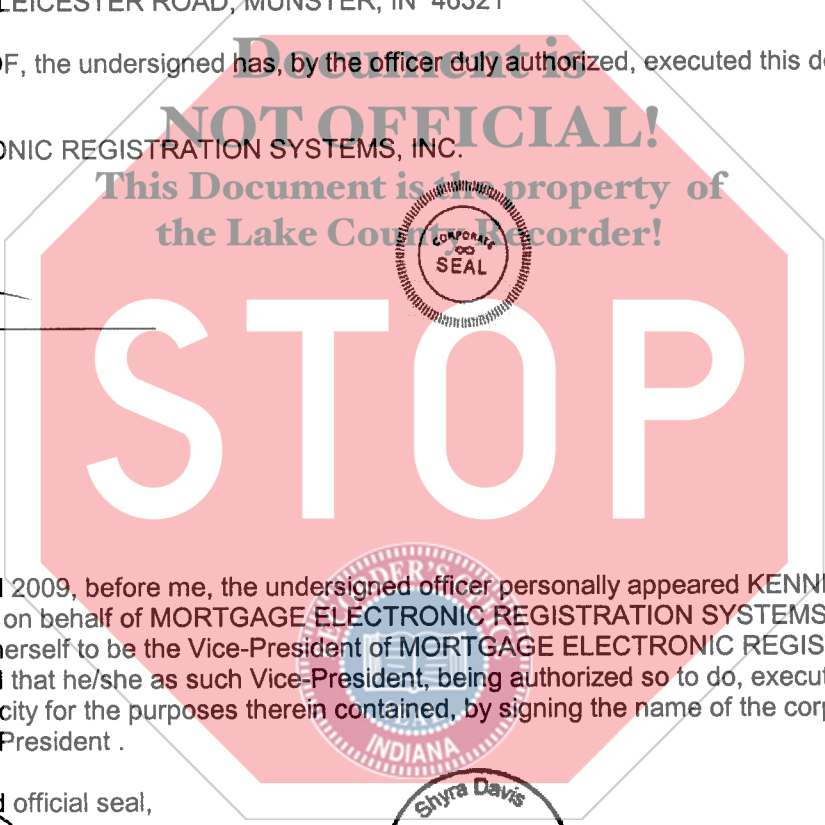 LEICESTER ROAD, MUNSTER, IN 46321
Document is
F, the undersigned has, by the officer duly authorized, executed this d
NOT OFFICIAL!
ONIC REGISTRATION SYSTEMS, INC.
This Document is the property of
the Lake County Recorder!
CORPORATE
SEAL
STOP
2009, before me, the undersigned officer personally appeared KENN
on behalf of MORTGAGE ELECTRONIC REGISTRATION SYSTEMS
erself to be the Vice-President of MORTGAGE ELECTRONIC REGIS
that he/she as such Vice-President, being authorized so to do, execut
city for the purposes therein contained, by signing the name of the corp
President .
INDIANA
d official seal,
Shyra Davis